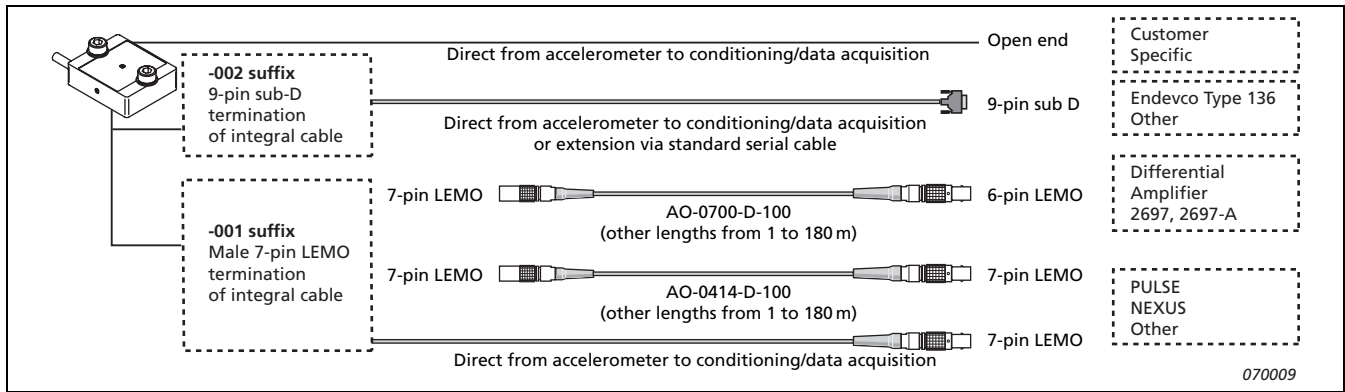 Direct from accelerometer to conditioning/data acquisition
Open end
Customer
Specific
-002 suffix
9-pin sub-D
termination
of integral cable
9-pin sub D
Endevco Type 136
Other
Direct from accelerometer to conditioning/data acquisition
or extension via standard serial cable
-001 suffix
Male 7-pin LEMO
termination
of integral cable
7-pin LEMO
6-pin LEMO
Differential
Amplifier
2697, 2697-A
AO-0700-D-100
(other lengths from 1 to 180 m)
7-pin LEMO
7-pin LEMO
AO-0414-D-100
(other lengths from 1 to 180 m)
PULSE
NEXUS
Other
7-pin LEMO
Direct from accelerometer to conditioning/data acquisition
070009